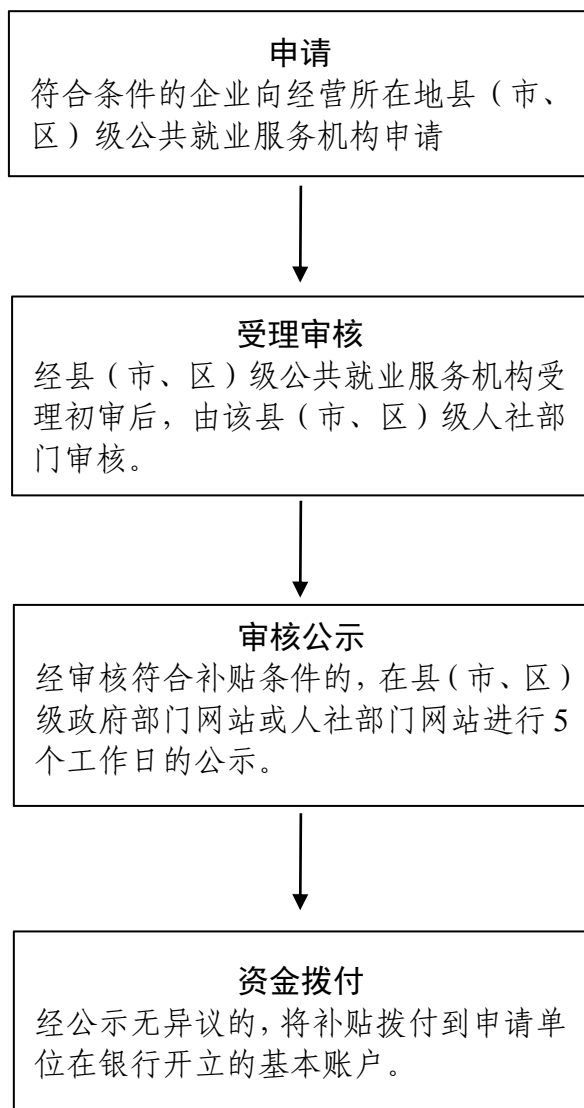 申请
符合条件的企业向经营所在地县（市、
区）级公共就业服务机构申请
受理审核
经县（市、区）级公共就业服务机构受
理初审后，由该县（市、区）级人社部
门审核。
审核公示
经审核符合补贴条件的，在县（市、区）
级政府部门网站或人社部门网站进行 5
个工作日的公示。
资金拨付
经公示无异议的，将补贴拨付到申请单
位在银行开立的基本账户。